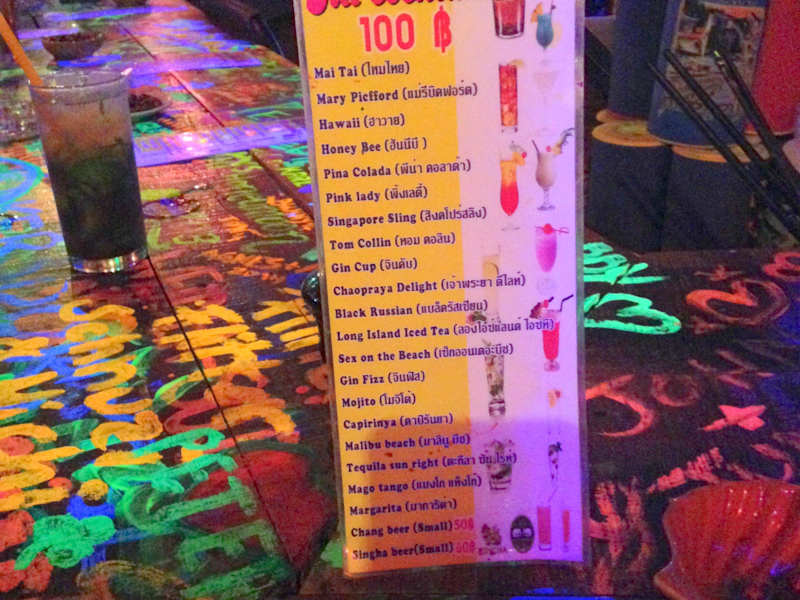 100 ฿
Mai Tai (ไหมไทย)
Mary Picfford (แม่รี่บิดฟอร์ด)
Hawaii (ฮาวาย)
Honey Bee (ฮันนีบี )
Pina Colada (พีน่า คอลาด้า)
Pink lady (พิ้งเลดี้)
Singapore Sling (สิงคโปร์สลิง)
Tom Collin (ทอม คอลิน)
Gin Cup (จินคับ)
Chaopraya Delight (เจ้าพระยา ดีไลท์)
Black Russian (แบล็ครัสเซียน)
Long Island Iced Tea (ลองไอซ์แลนด์ ไอซที)
Sex on the Beach (เซ็กออนเดอะบีช)
Gin Fizz (จินฟิส)
Mojito (โมจีโต้)
Capirinya (คาบิรันยา)
Malibu beach (มาลีบู บีช)
Tequila sun right (ตะกีลา ซัน ไรท์)
Mago tango (แมงโก แท๊งโก้)
Margarita (มาการิต้า)
Chang beer (Small) 50฿
Singha beer(Small) 60฿
PETER